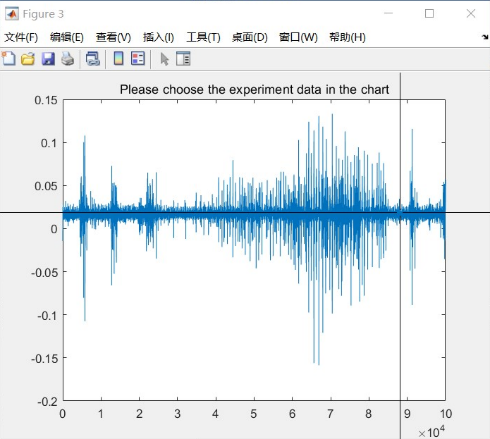 Figure 3
文件(F) 编辑(E) 查看(V) 插入(I) 工具(T) 桌面(D) 窗口(W) 帮助(H)
Please choose the experiment data in the chart
0.15
0.1
0.05
0
-0.05
-0.1
-0.15
-0.2
0 1 2 3 4 5 6 7 8 9 10
×10⁴